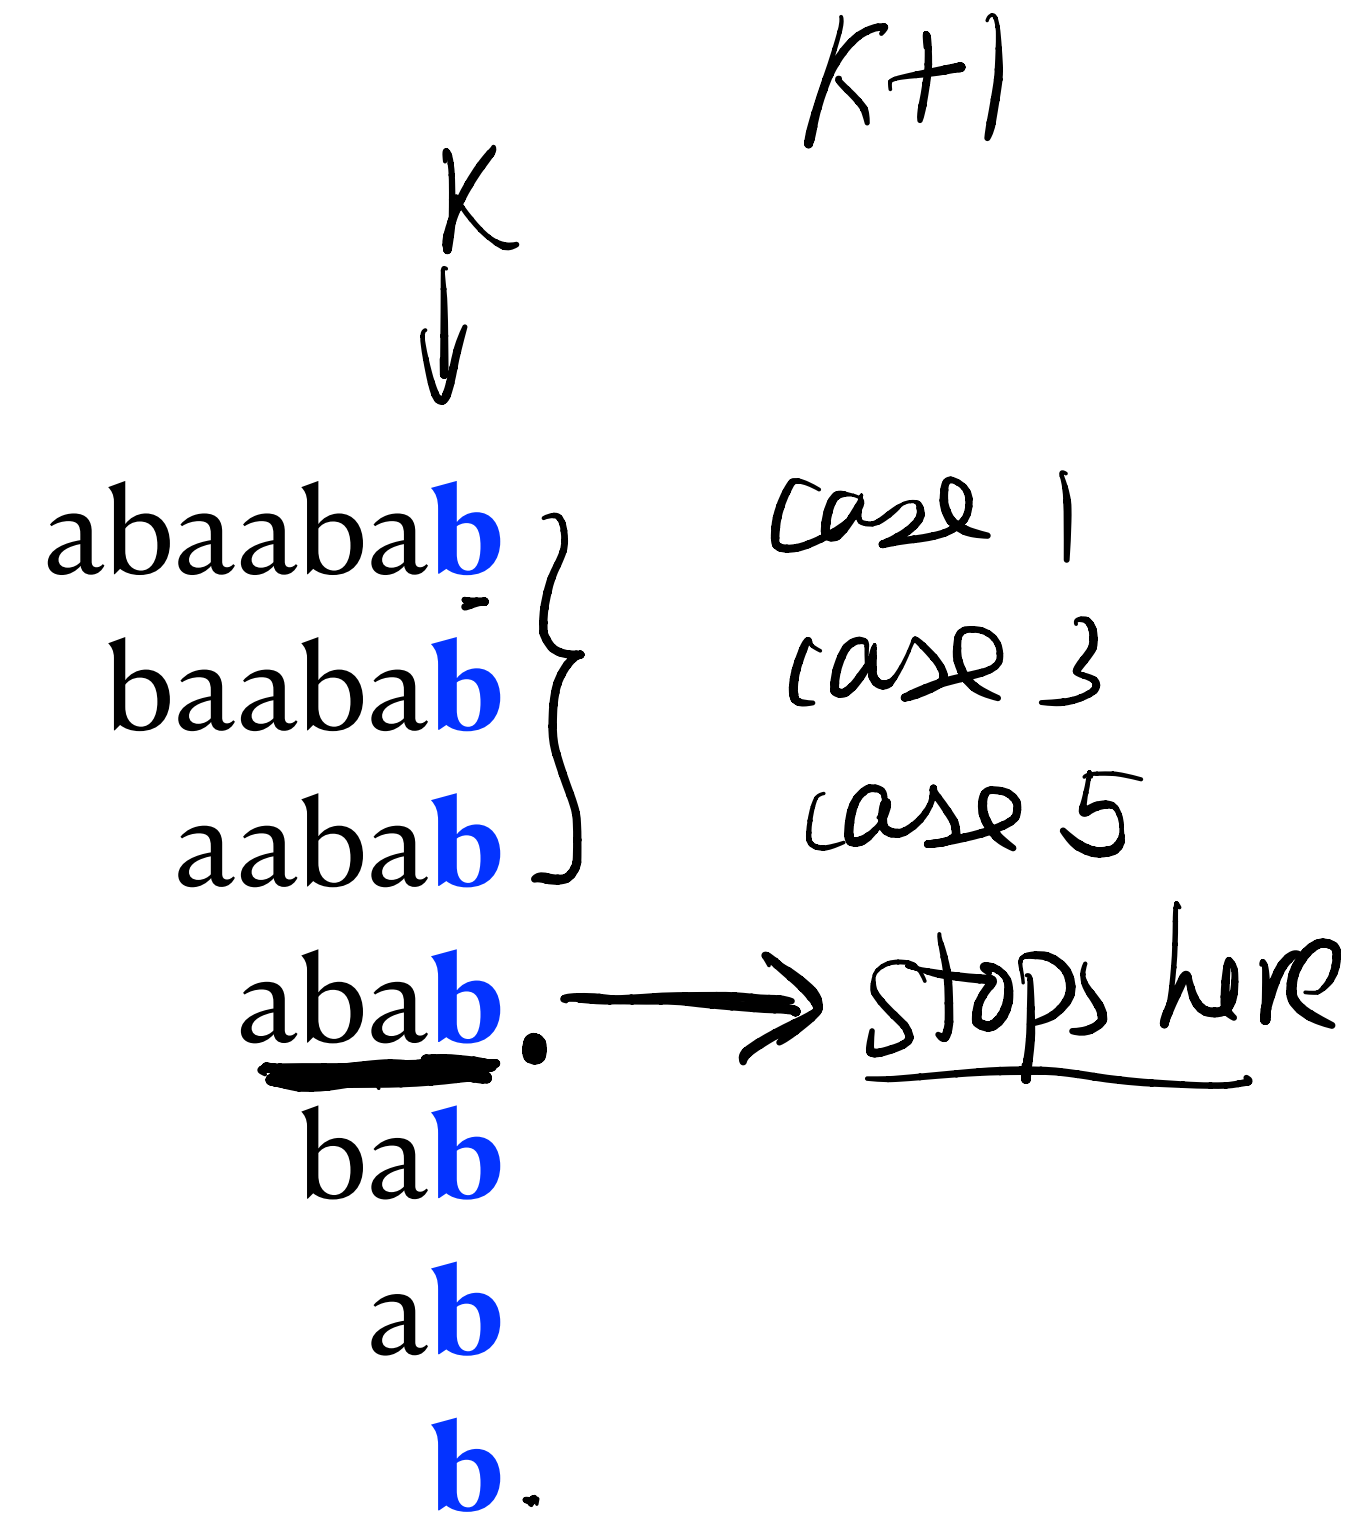 K+1
K
abaabab case 1
baabab case 3
aabab case 5
abab. stops here
bab
ab
b.